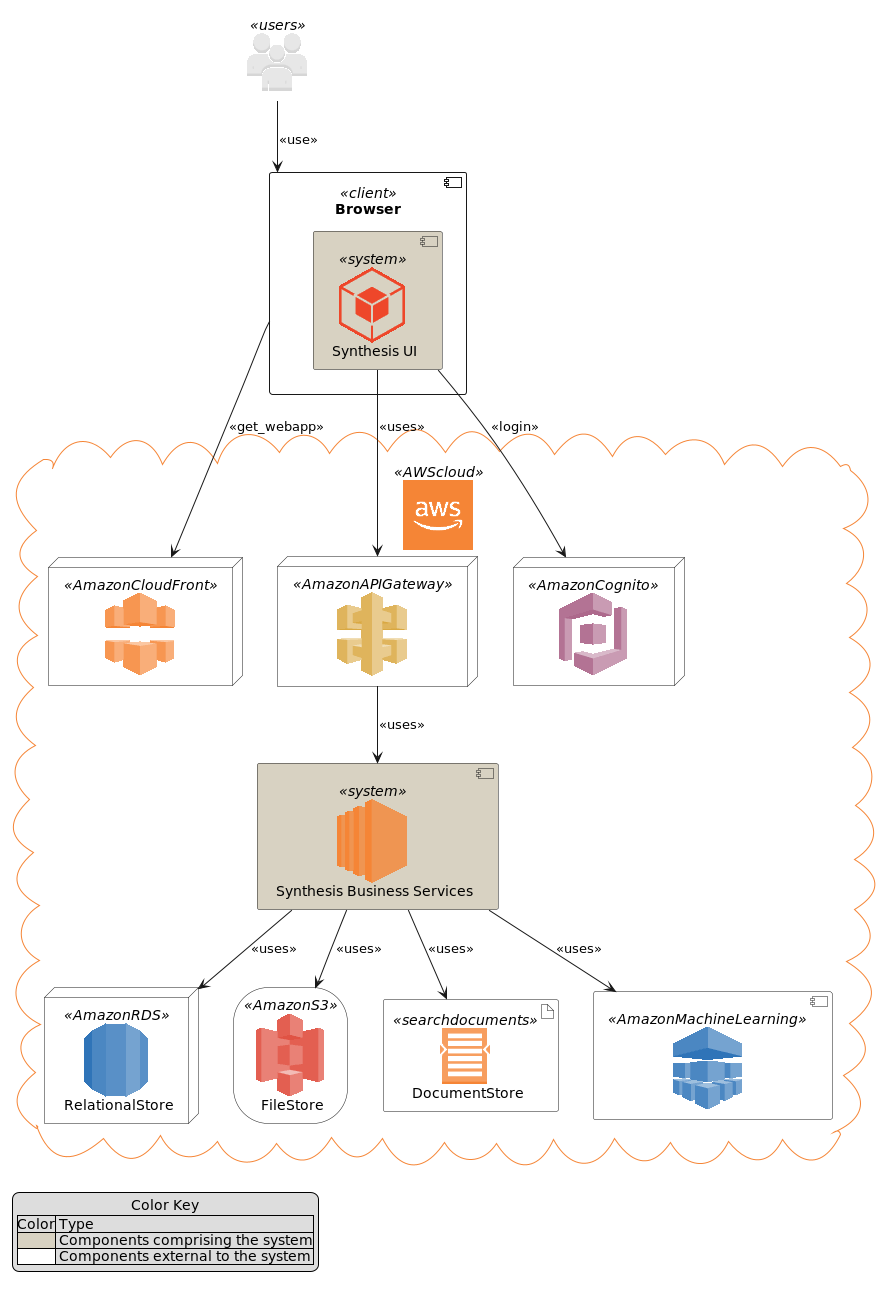 «users»
«use»
«client»
Browser
«system»
Synthesis UI
«get_webapp»
«uses»
«login»
«AWScloud»
aws
«AmazonCloudFront»
«AmazonAPIGateway»
«AmazonCognito»
«uses»
«system»
Synthesis Business Services
«uses»
«uses»
«uses»
«uses»
«AmazonRDS»
RelationalStore
«AmazonS3»
FileStore
«searchdocuments»
DocumentStore
«AmazonMachineLearning»
Color Key
Color Type
Components comprising the system
Components external to the system